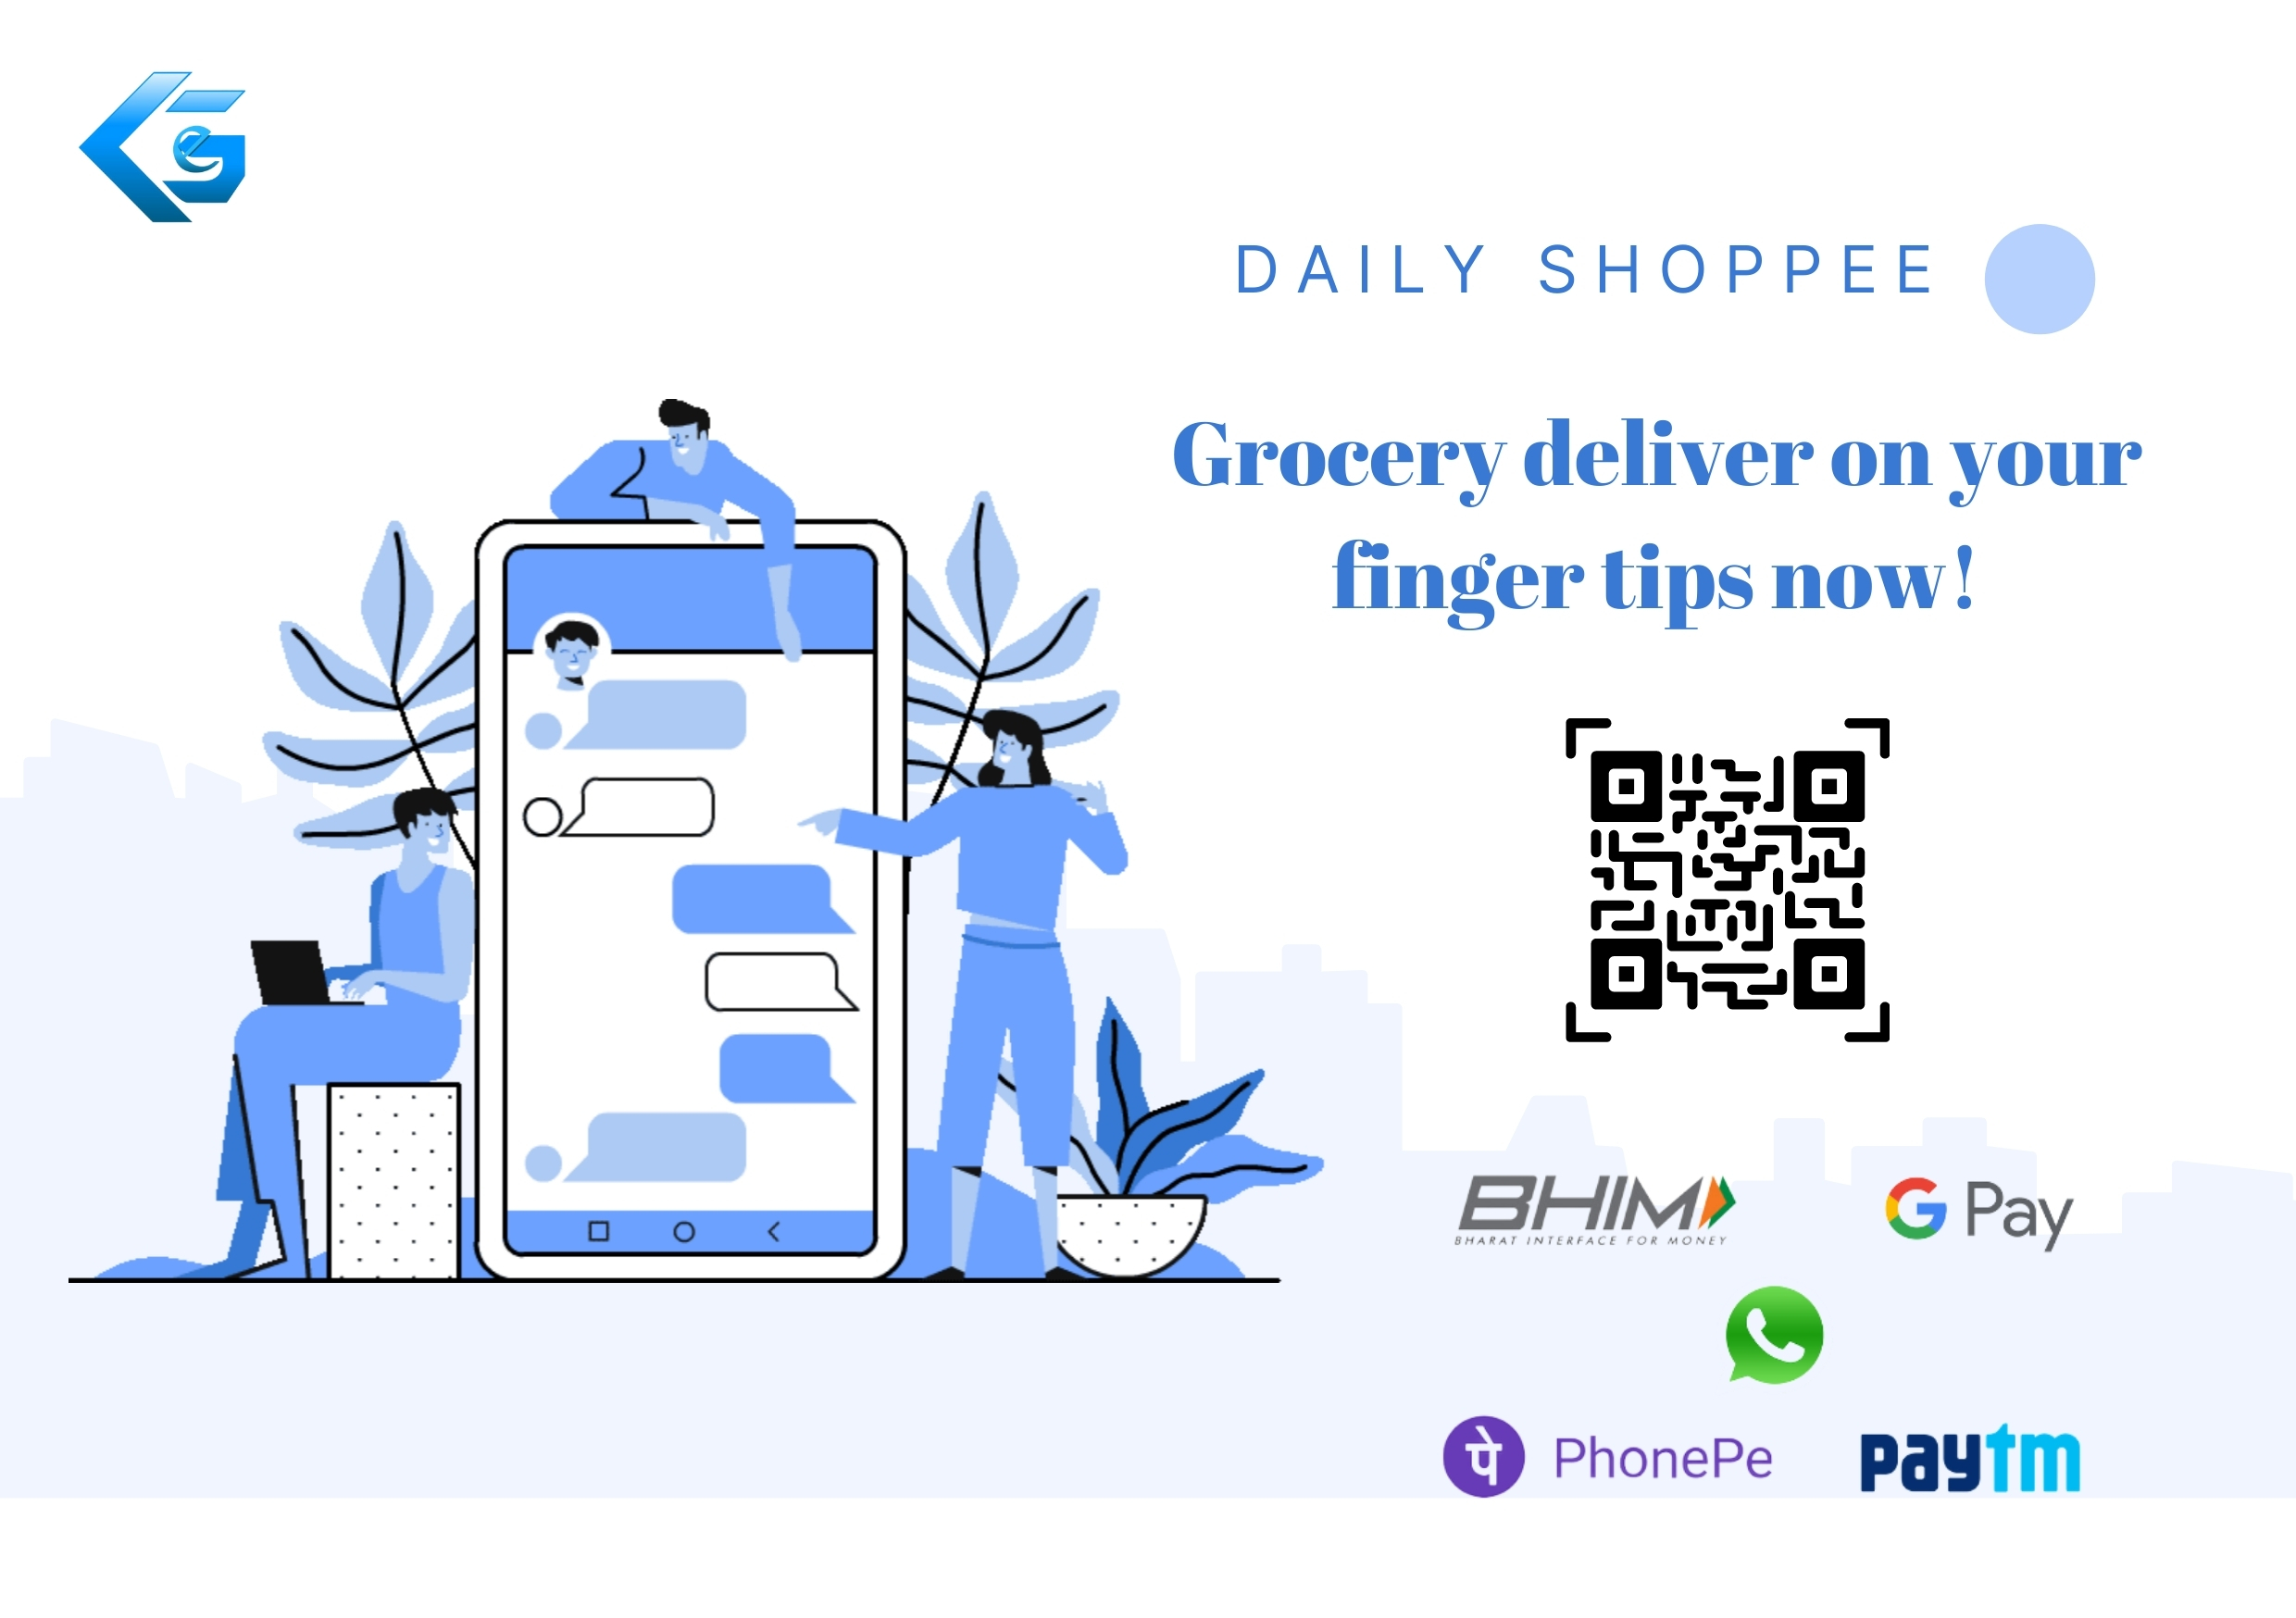 DAILY SHOPPEE
Grocery deliver on your
finger tips now!
BHIM
BHARAT INTERFACE FOR MONEY
G Pay
पे PhonePe
paytm